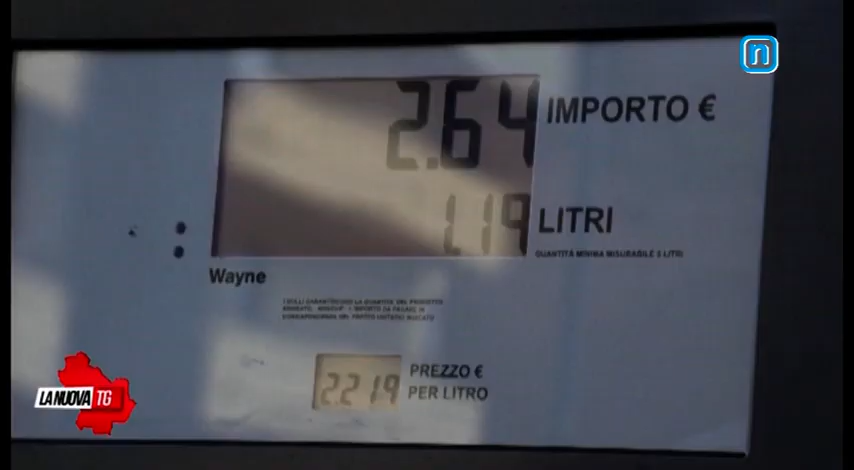 n
2.64 IMPORTO €
1.19 LITRI
QUANTITÀ MINIMA MISURABILE 5 LITRI
Wayne
2.219 PREZZO €
PER LITRO
LA NUOVA TG